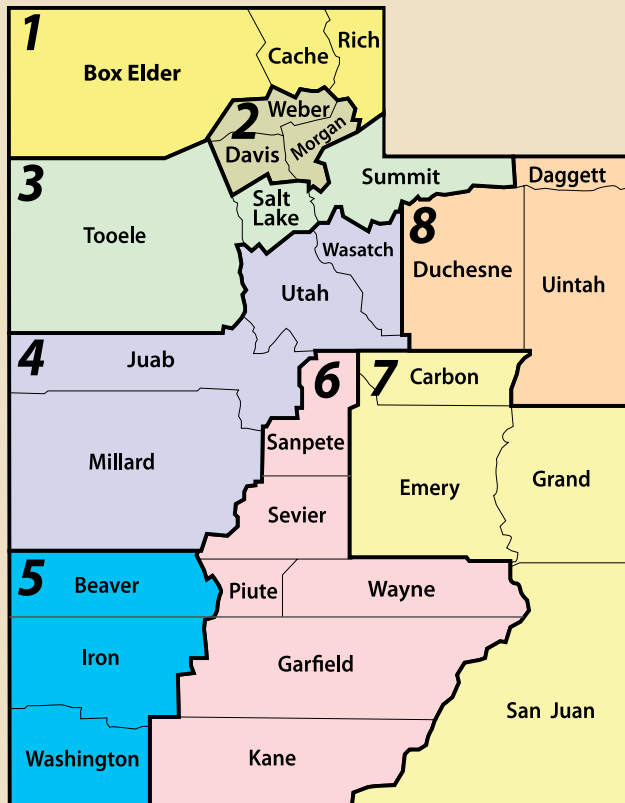 1
Box Elder
Cache
Rich
2
Weber
Davis
Morgan
3
Tooele
Salt
Lake
Summit
4
Juab
Utah
Wasatch
Millard
8
Duchesne
Daggett
Uintah
6
Sanpete
Sevier
Piute
Wayne
Garfield
Kane
7
Carbon
Emery
Grand
San Juan
5
Beaver
Iron
Washington